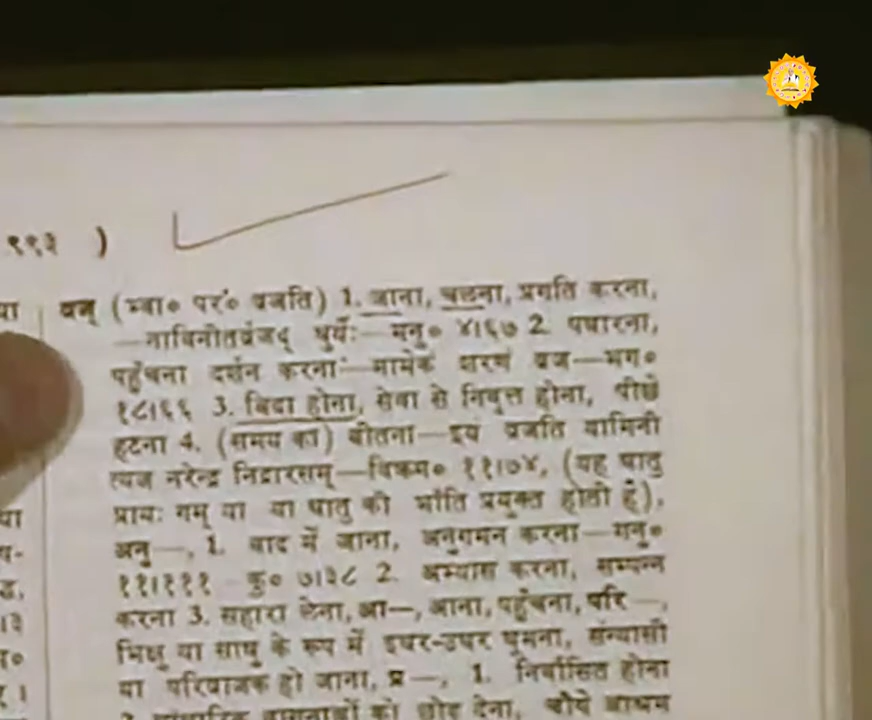 ९९३ )
व्रज् (भ्वा० पर० व्रजति) 1. जाना, चलना, प्रगति करना,
—नाविनीतैर्व्रजेद् धुर्यैः—मनु० ४।६७ 2. पधारना,
पहुँचना दर्शन करना—मामेकं शरणं व्रज—भग०
१८।६६ 3. बिदा होना, सेवा से निवृत्त होना, पीछे
हटना 4. (समय का) बीतना—इयं व्रजति यामिनी
त्यज नरेन्द्र निद्रारसम्—विक्रम० ११।७४, (यह धातु
प्रायः गम् या या धातु की भाँति प्रयुक्त होती है),
अनु—, 1. बाद में जाना, अनुगमन करना—मनु०
११।१११ कु० ७।३८ 2. अभ्यास करना, सम्पन्न
करना 3. सहारा लेना, आ—, आना, पहुँचना, परि—,
भिक्षु या साधु के रूप में इधर-उधर घूमना, संन्यासी
या परिव्राजक हो जाना, प्र—, 1. निर्वासित होना
वासनाओं को छोड़ देना, चौथे आश्रम